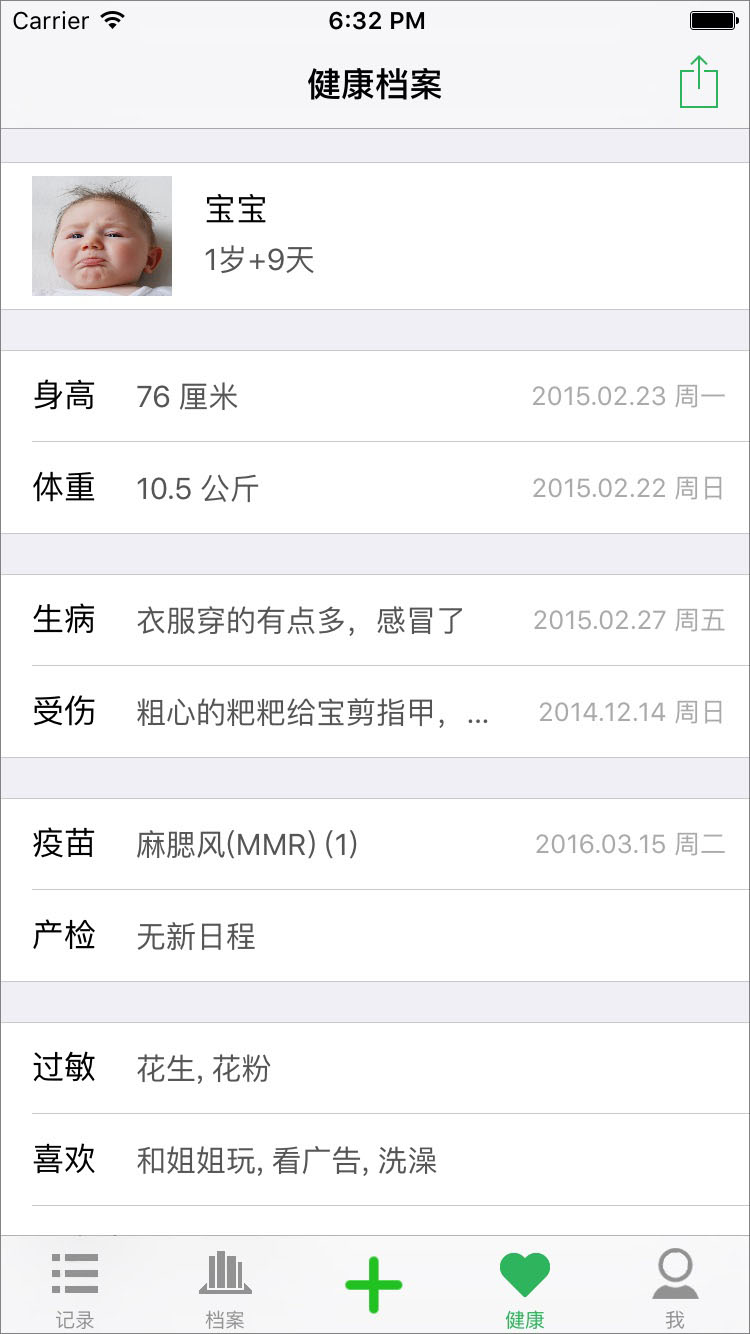 Carrier 6:32 PM
健康档案
宝宝
1岁+9天
身高 76 厘米 2015.02.23 周一
体重 10.5 公斤 2015.02.22 周日
生病 衣服穿的有点多，感冒了 2015.02.27 周五
受伤 粗心的粑粑给宝剪指甲，... 2014.12.14 周日
疫苗 麻腮风(MMR) (1) 2016.03.15 周二
产检 无新日程
过敏 花生, 花粉
喜欢 和姐姐玩, 看广告, 洗澡
记录 档案 健康 我